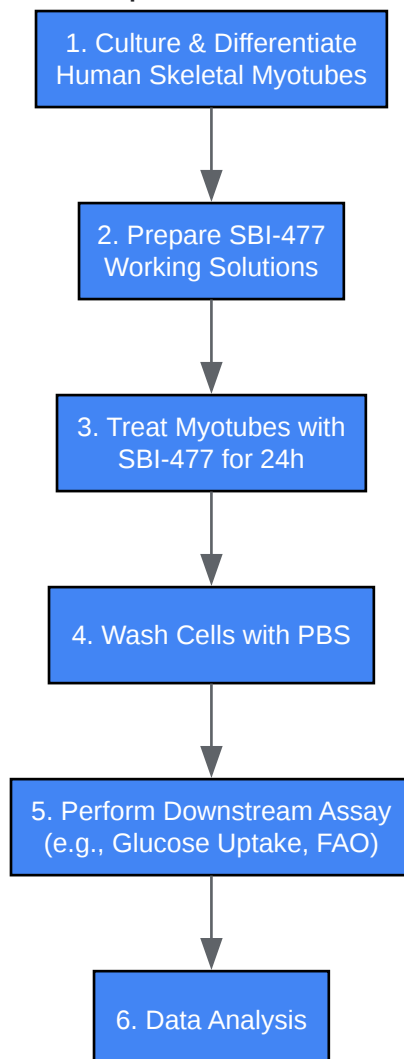 1. Culture & Differentiate
Human Skeletal Myotubes
2. Prepare SBI-477
Working Solutions
3. Treat Myotubes with
SBI-477 for 24h
4. Wash Cells with PBS
5. Perform Downstream Assay
(e.g., Glucose Uptake, FAO)
6. Data Analysis